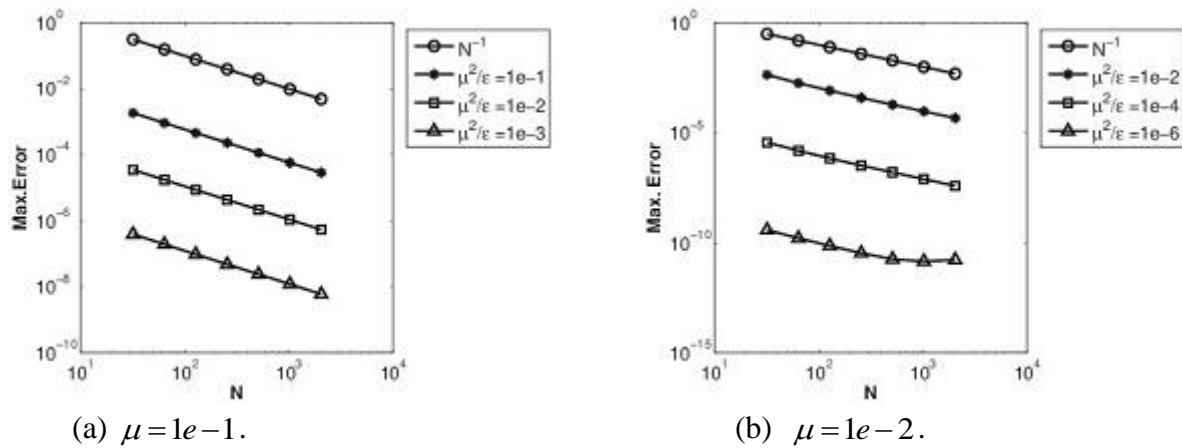 10^0
10^−2
10^−4
10^−6
10^−8
10^−10
Max.Error
10^1
10^2
10^3
10^4
N
N^−1
μ^2/ε =1e−1
μ^2/ε =1e−2
μ^2/ε =1e−3
(a) μ = 1e − 1.
10^0
10^−5
10^−10
10^−15
Max. Error
10^1
10^2
10^3
10^4
N
N^−1
μ^2/ε =1e−2
μ^2/ε =1e−4
μ^2/ε =1e−6
(b) μ = 1e − 2.